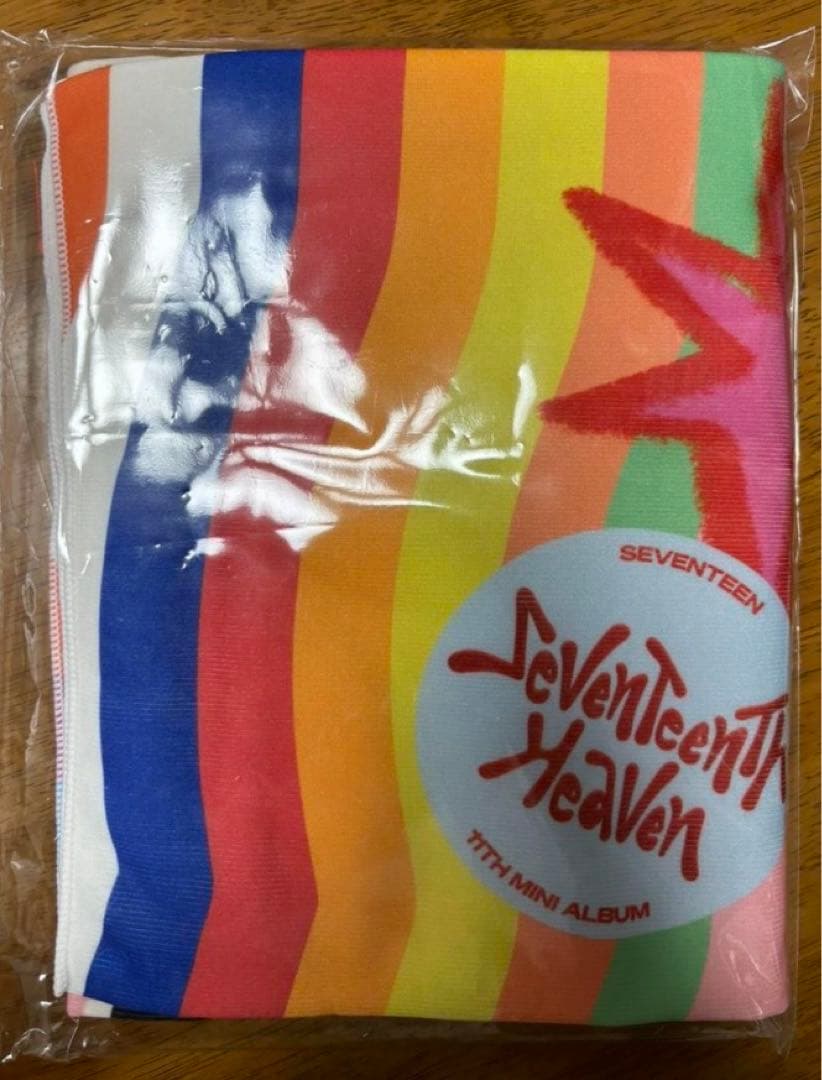 SEVENTEEN
SevenTeenTh
Heaven
11TH MINI ALBUM